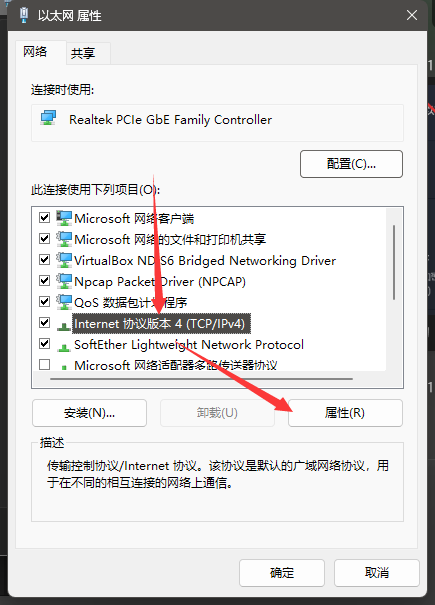 以太网 属性
网络
共享
连接时使用:
Realtek PCIe GbE Family Controller
配置(C)...
此连接使用下列项目(O):
Microsoft 网络客户端
Microsoft 网络的文件和打印机共享
VirtualBox NDIS6 Bridged Networking Driver
Npcap Packet Driver (NPCAP)
QoS 数据包计划程序
Internet 协议版本 4 (TCP/IPv4)
SoftEther Lightweight Network Protocol
Microsoft 网络适配器多路传送器协议
安装(N)...
卸载(U)
属性(R)
描述
传输控制协议/Internet 协议。该协议是默认的广域网络协议，用
于在不同的相互连接的网络上通信。
确定
取消